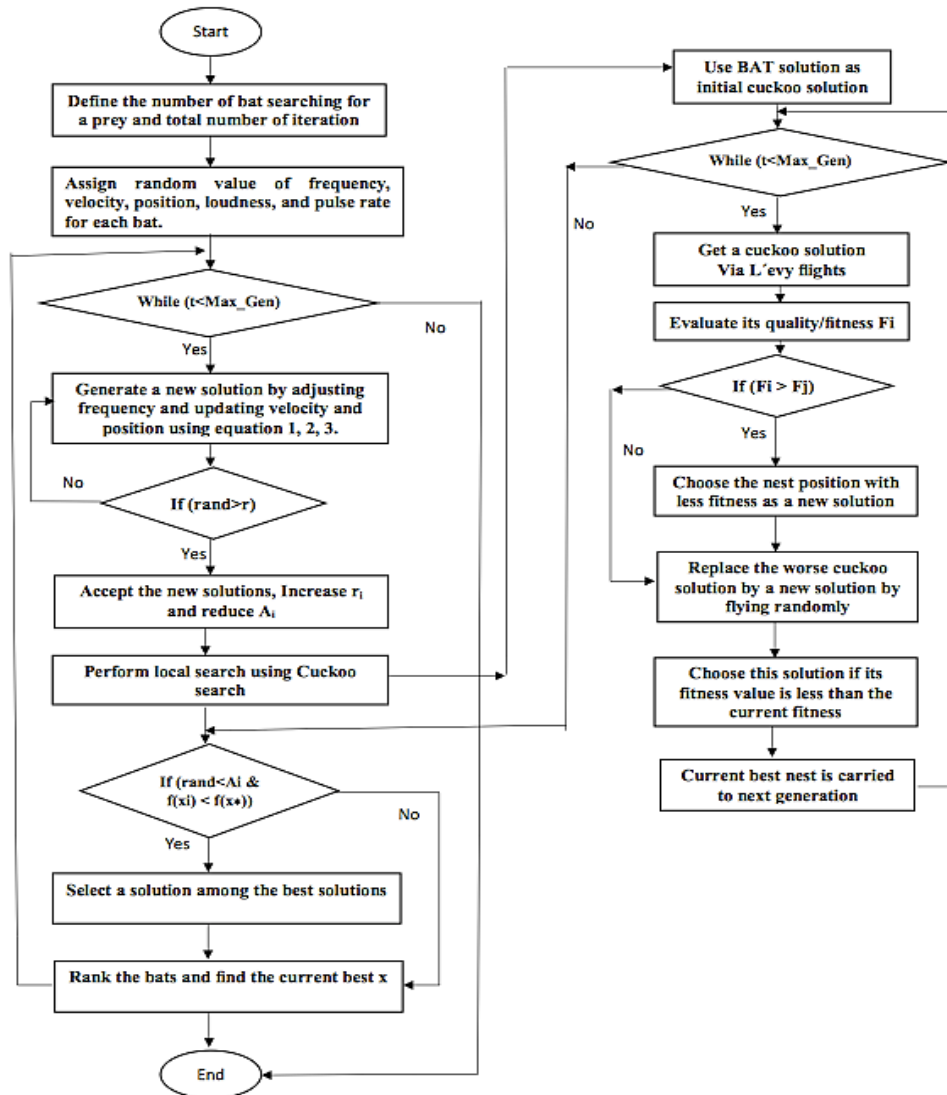 Start
Define the number of bat searching for
a prey and total number of iteration
Assign random value of frequency,
velocity, position, loudness, and pulse rate
for each bat.
While (t<Max_Gen)
No
Yes
Generate a new solution by adjusting
frequency and updating velocity and
position using equation 1, 2, 3.
No
If (rand>r)
Yes
Accept the new solutions, Increase rᵢ
and reduce Aᵢ
Perform local search using Cuckoo
search
If (rand<Ai &
f(xi) < f(x*))
No
Yes
Select a solution among the best solutions
Rank the bats and find the current best x
End
Use BAT solution as
initial cuckoo solution
While (t<Max_Gen)
No
Yes
Get a cuckoo solution
Via L´evy flights
Evaluate its quality/fitness Fi
If (Fi > Fj)
Yes
No
Choose the nest position with
less fitness as a new solution
Replace the worse cuckoo
solution by a new solution by
flying randomly
Choose this solution if its
fitness value is less than the
current fitness
Current best nest is carried
to next generation